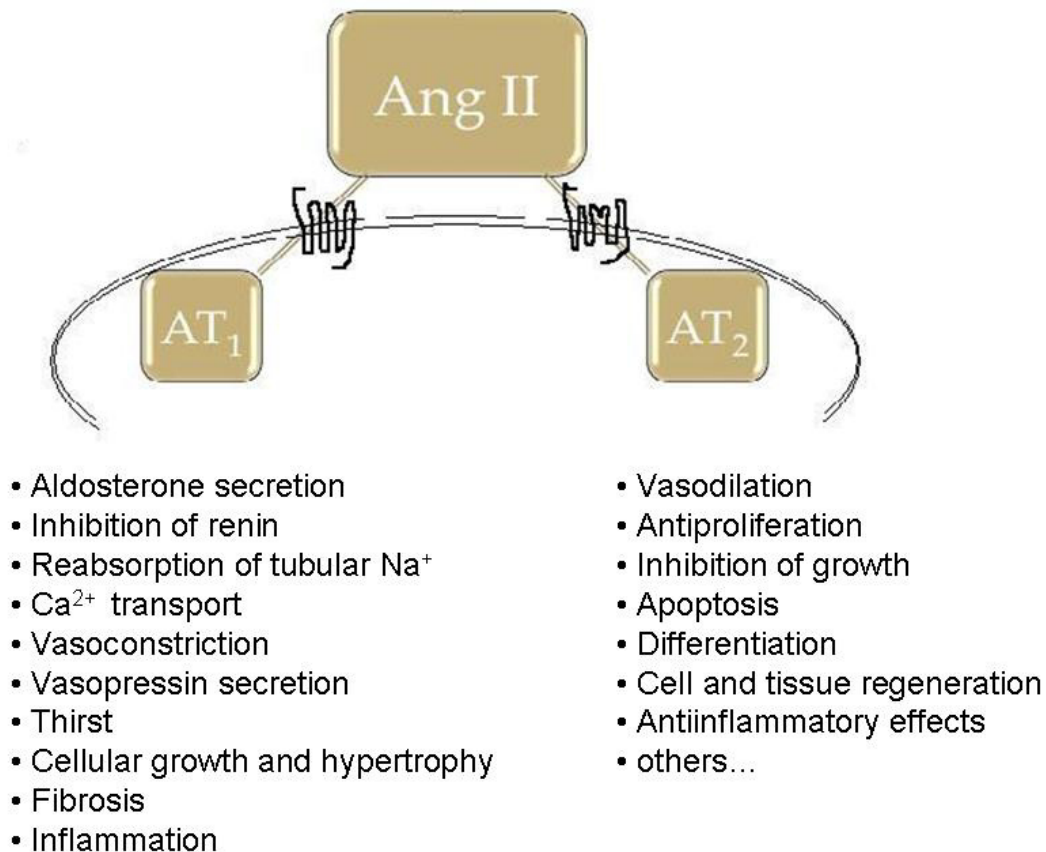 Ang II
AT₁
AT₂
• Aldosterone secretion
• Inhibition of renin
• Reabsorption of tubular Na⁺
• Ca²⁺ transport
• Vasoconstriction
• Vasopressin secretion
• Thirst
• Cellular growth and hypertrophy
• Fibrosis
• Inflammation
• Vasodilation
• Antiproliferation
• Inhibition of growth
• Apoptosis
• Differentiation
• Cell and tissue regeneration
• Antiinflammatory effects
• others...